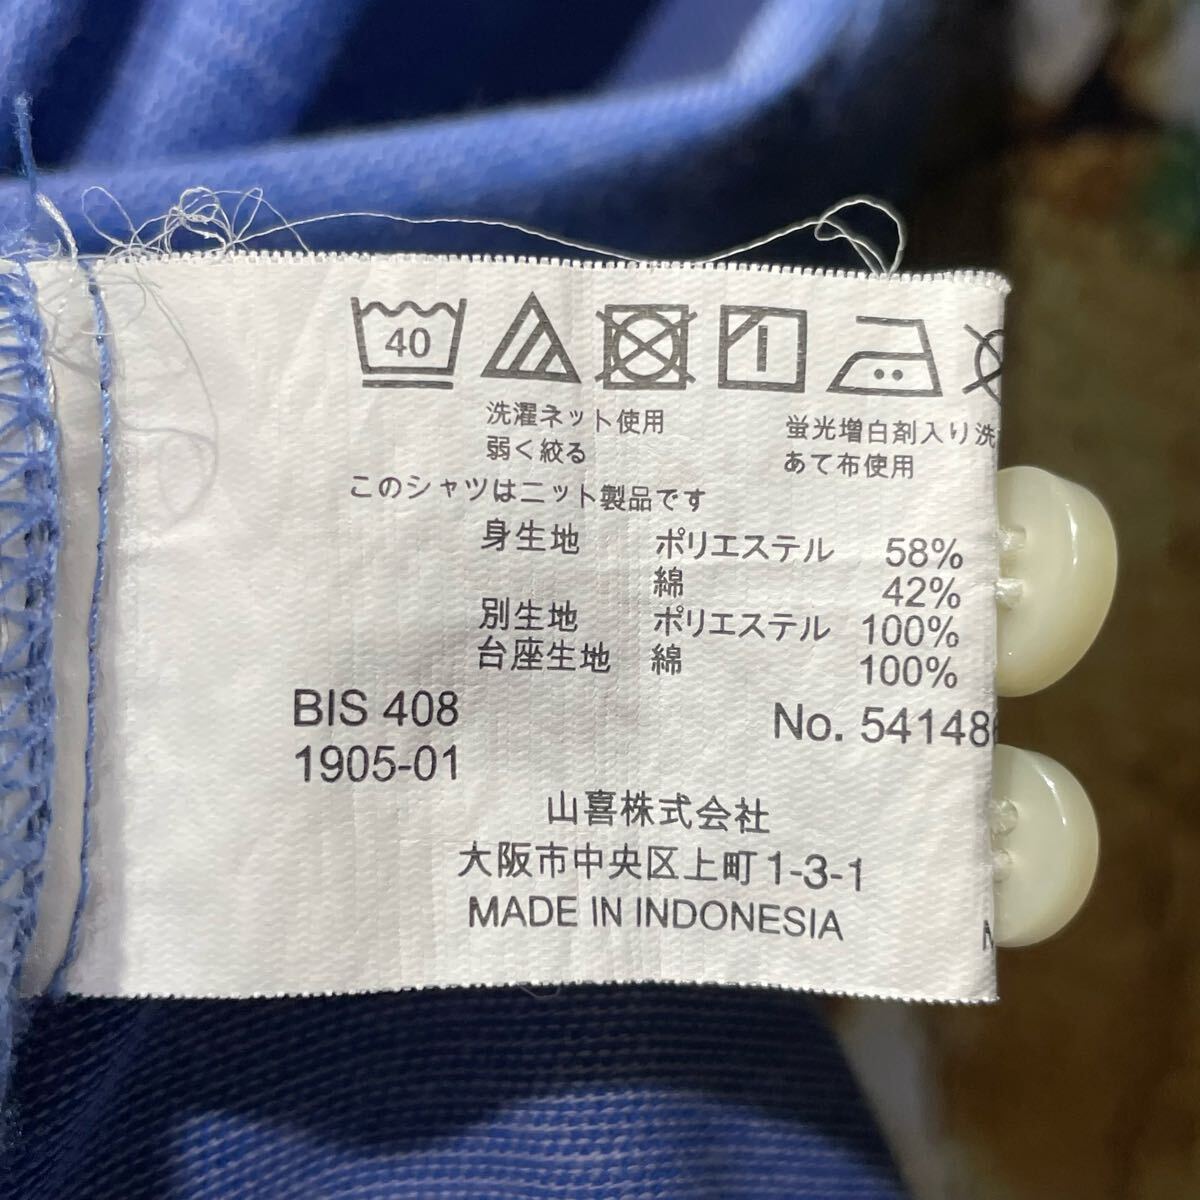 40
洗濯ネット使用
弱く絞る
蛍光増白剤入り洗
あて布使用
このシャツはニット製品です
身生地 ポリエステル 58%
綿 42%
別生地 ポリエステル 100%
台座生地 綿 100%
BIS 408
1905-01
No. 54148
山喜株式会社
大阪市中央区上町1-3-1
MADE IN INDONESIA